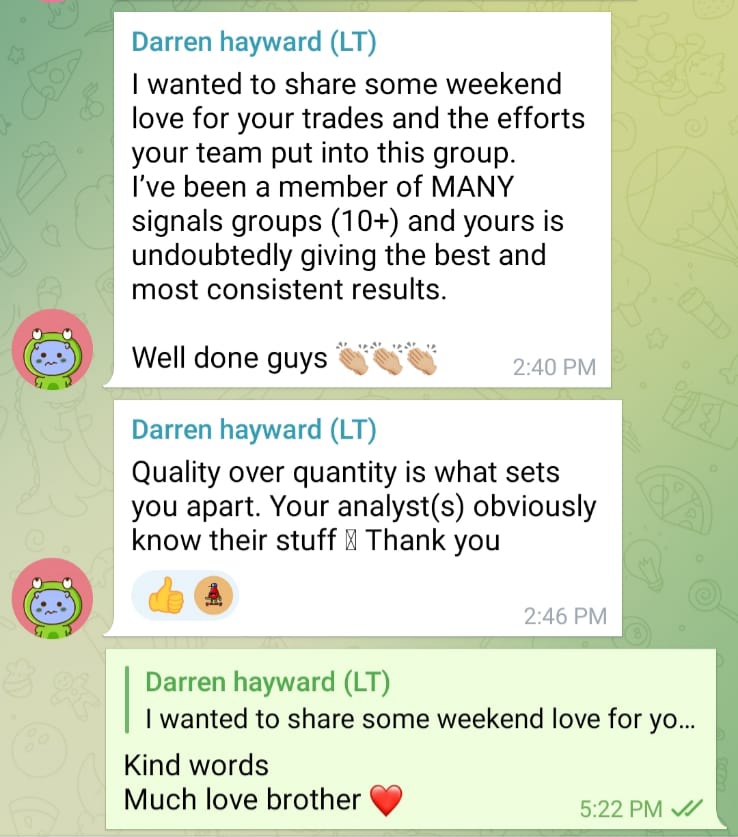 Darren hayward (LT)
I wanted to share some weekend
love for your trades and the efforts
your team put into this group.
I've been a member of MANY
signals groups (10+) and yours is
undoubtedly giving the best and
most consistent results.
Well done guys 👏🏼👏🏼👏🏼
2:40 PM
Darren hayward (LT)
Quality over quantity is what sets
you apart. Your analyst(s) obviously
know their stuff Thank you
2:46 PM
Darren hayward (LT)
I wanted to share some weekend love for yo...
Kind words
Much love brother ❤️
5:22 PM